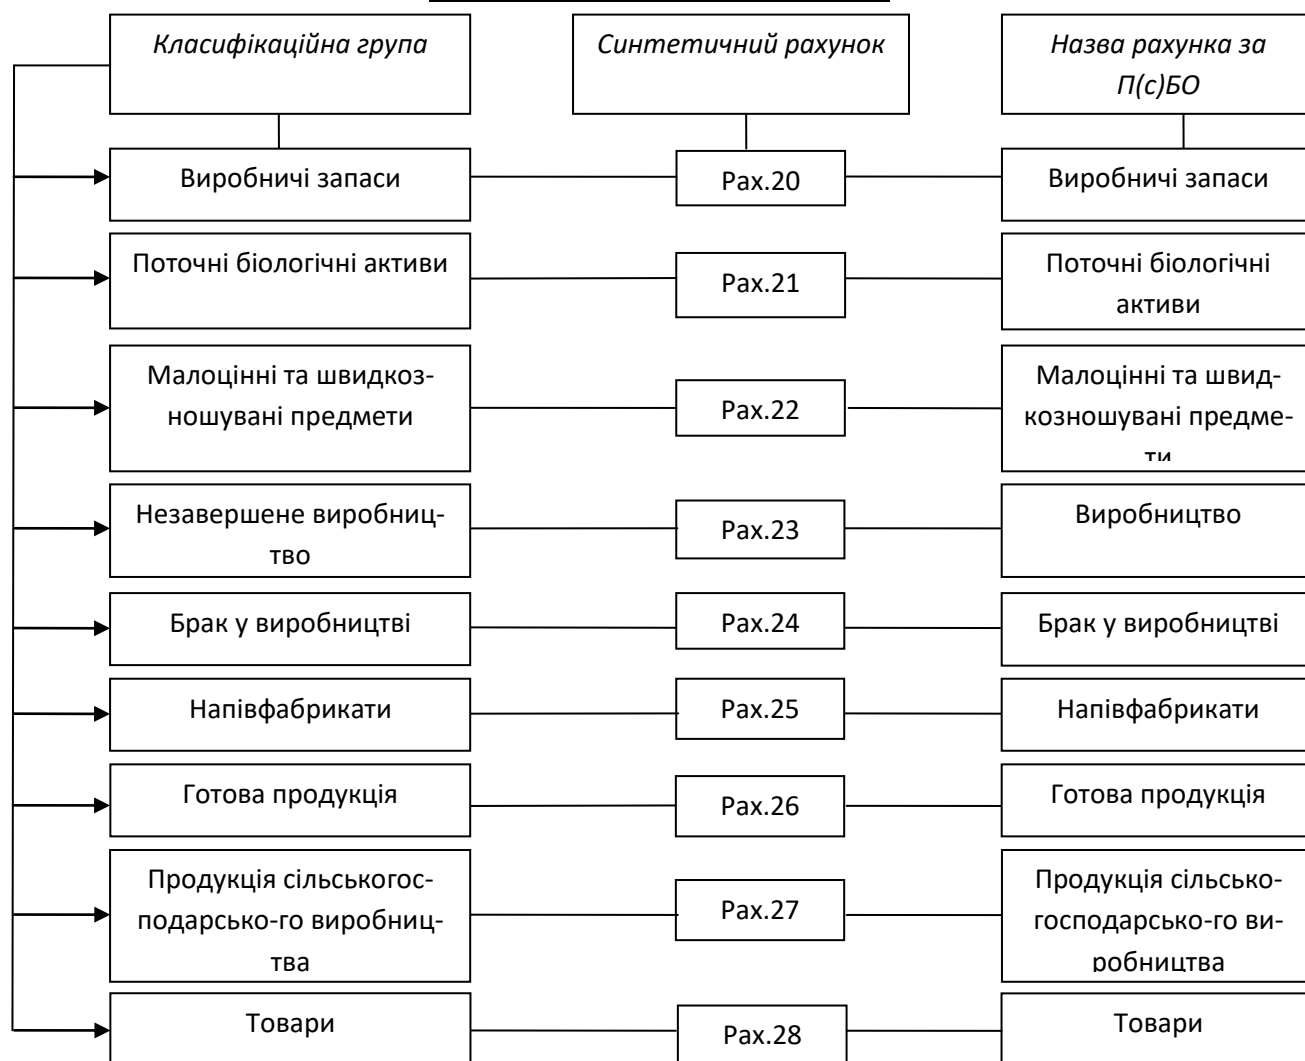 Класифікаційна група
Синтетичний рахунок
Назва рахунка за
П(с)БО
Виробничі запаси
Рах.20
Виробничі запаси
Поточні біологічні активи
Рах.21
Поточні біологічні
активи
Малоцінні та швидкоз-
ношувані предмети
Рах.22
Малоцінні та швид-
козношувані предме-
ти
Незавершене виробниц-
тво
Рах.23
Виробництво
Брак у виробництві
Рах.24
Брак у виробництві
Напівфабрикати
Рах.25
Напівфабрикати
Готова продукція
Рах.26
Готова продукція
Продукція сільськогос-
подарсько-го виробниц-
тва
Рах.27
Продукція сільсько-
господарсько-го ви-
робництва
Товари
Рах.28
Товари